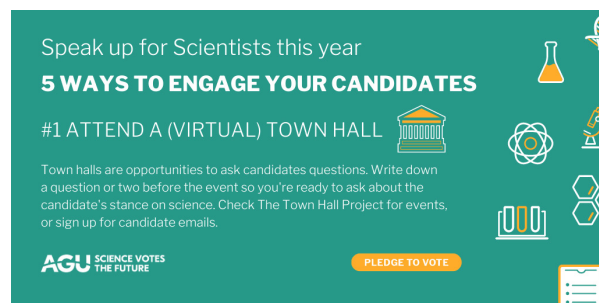 Speak up for Scientists this year
5 WAYS TO ENGAGE YOUR CANDIDATES
#1 ATTEND A (VIRTUAL) TOWN HALL
Town halls are opportunities to ask candidates questions. Write down
a question or two before the event so you're ready to ask about the
candidate's stance on science. Check The Town Hall Project for events,
or sign up for candidate emails.
AGU SCIENCE VOTES
THE FUTURE
PLEDGE TO VOTE